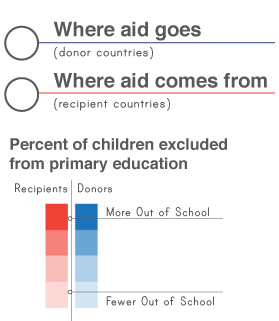 Where aid goes
(donor countries)
Where aid comes from
(recipient countries)
Percent of children excluded
from primary education
Recipients Donors
More Out of School
Fewer Out of School